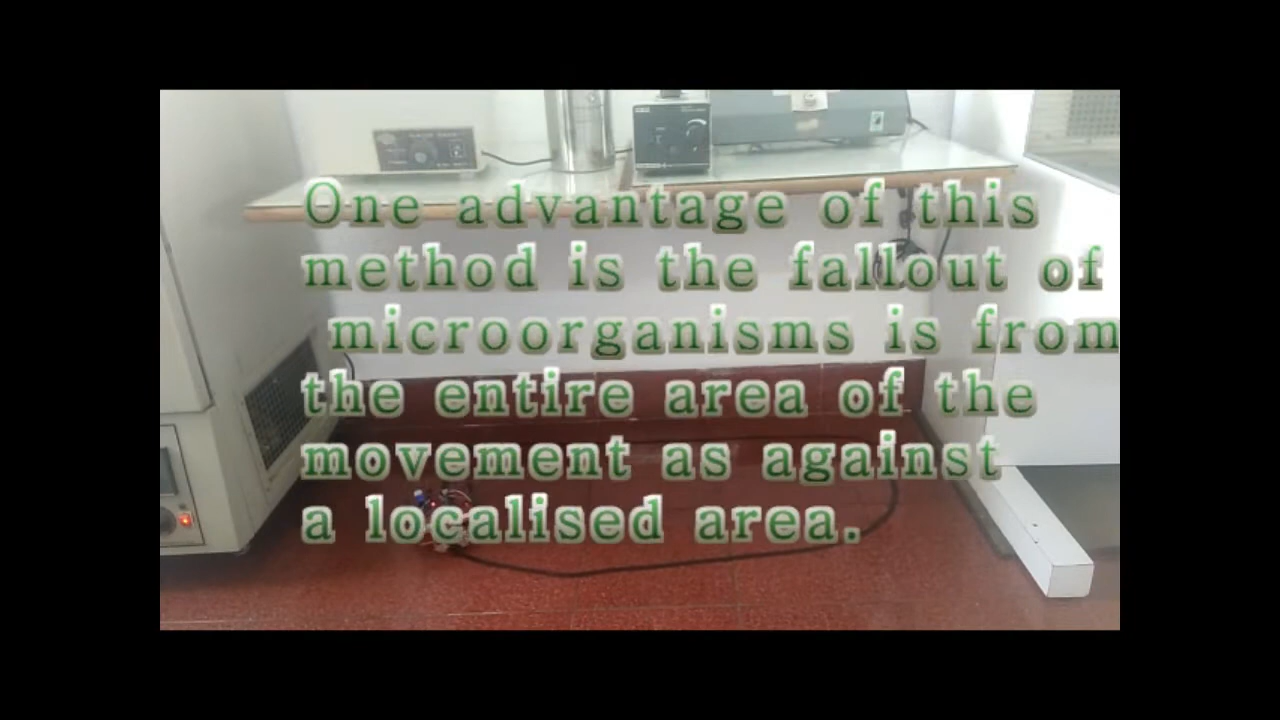 One advantage of this
method is the fallout of
microorganisms is from
the entire area of the
movement as against
a localised area.